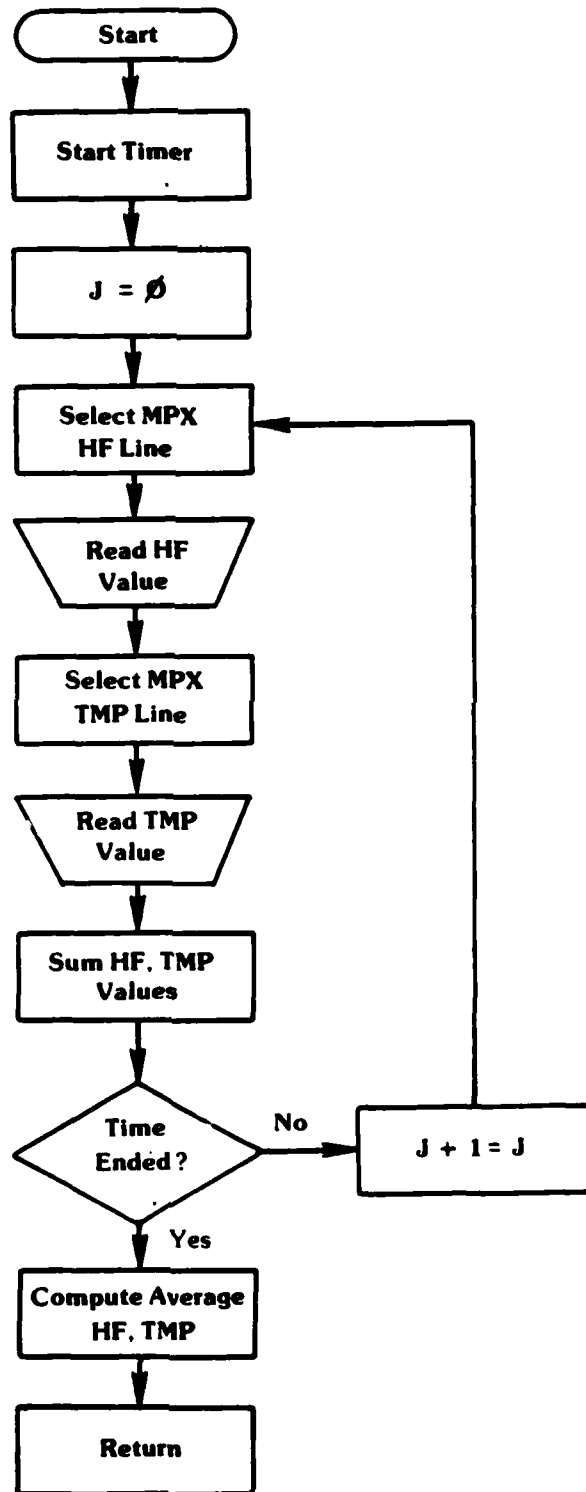 Start
Start Timer
J = Ø
Select MPX
HF Line
Read HF
Value
Select MPX
TMP Line
Read TMP
Value
Sum HF, TMP
Values
Time
Ended?
No
J + 1 = J
Yes
Compute Average
HF, TMP
Return